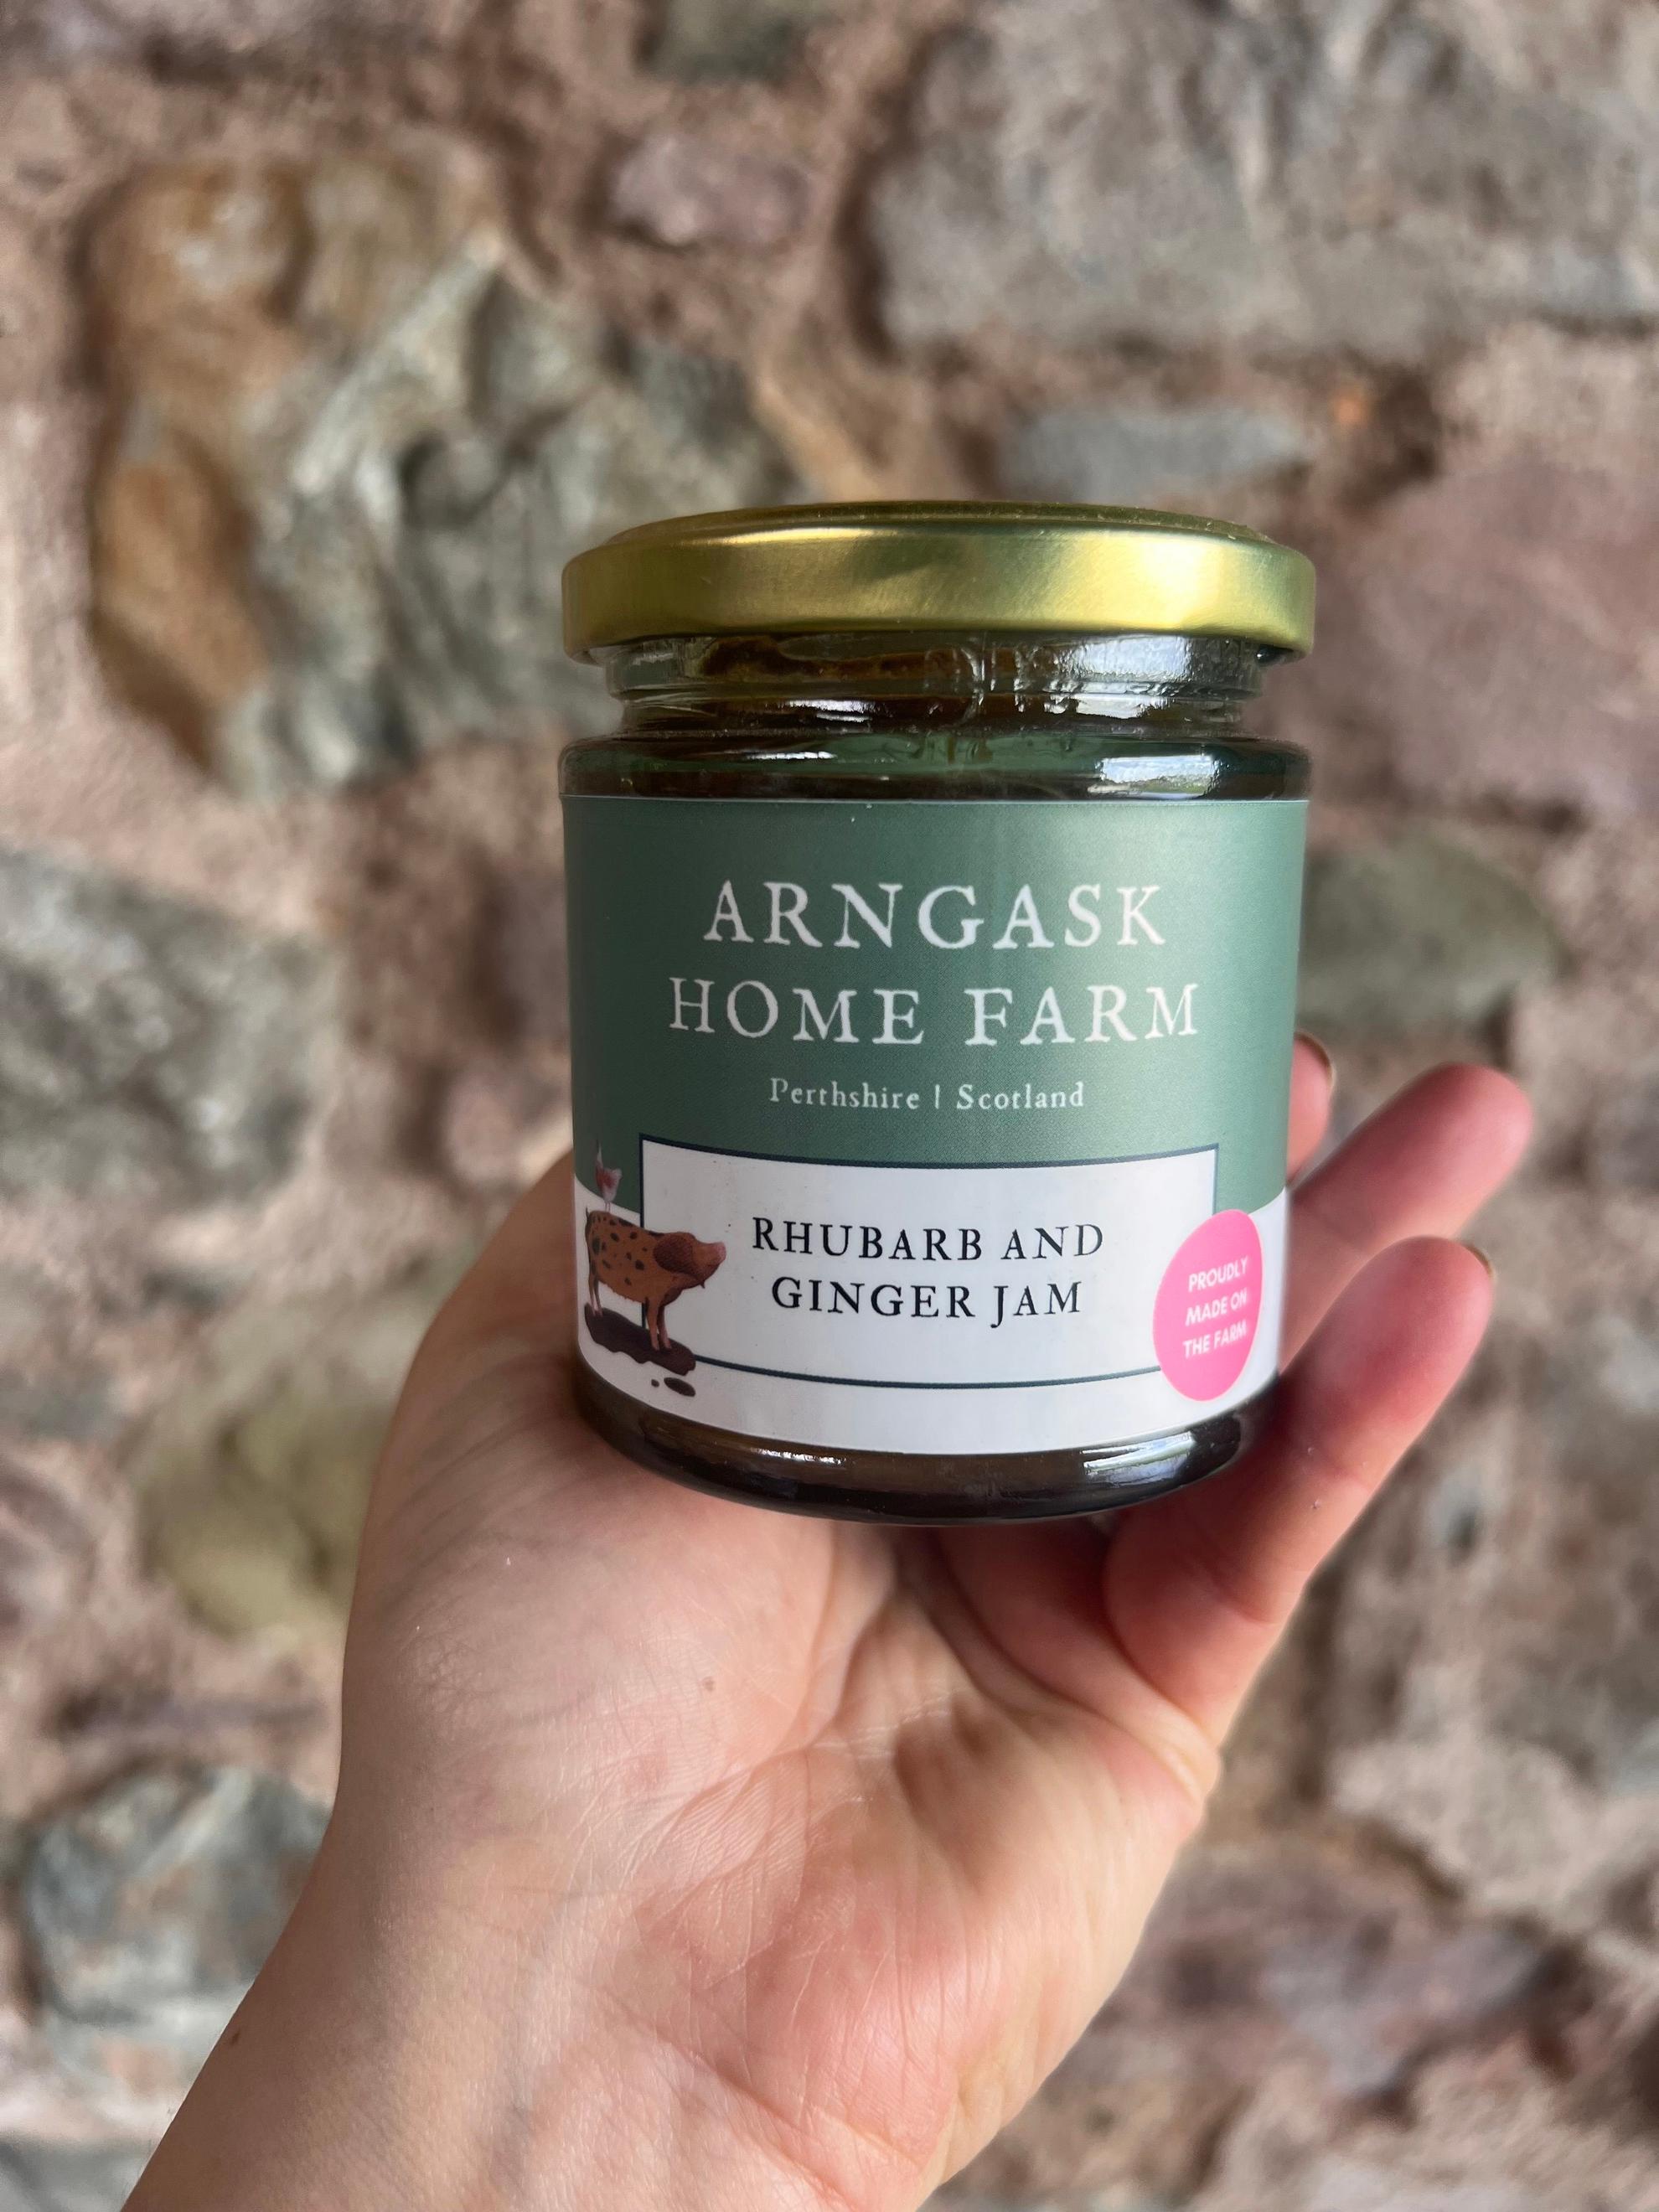 ARNGASK
HOME FARM
Perthshire | Scotland
RHUBARB AND
GINGER JAM
PROUDLY
MADE ON
THE FARM